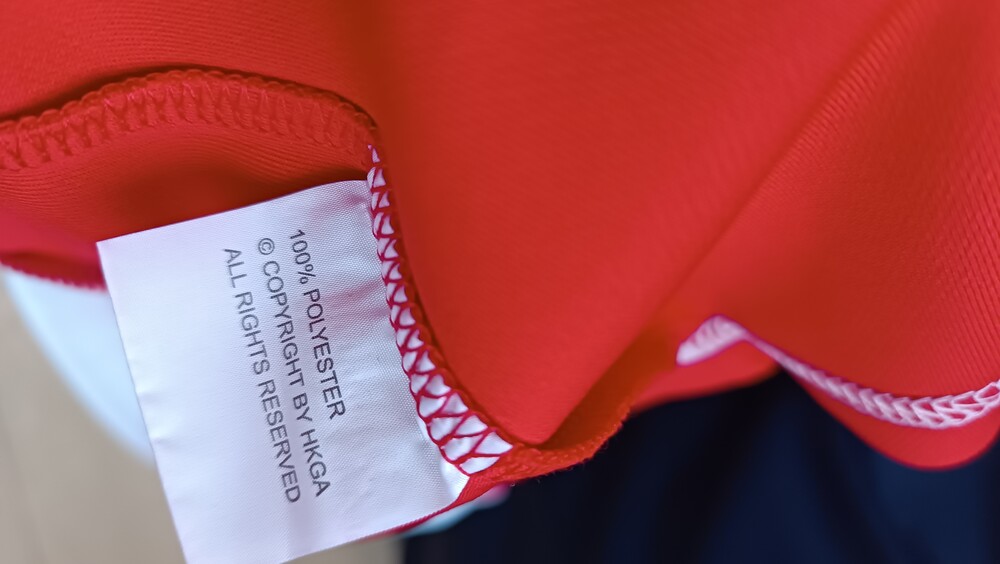 100% POLYESTER
© COPYRIGHT BY HKGA
ALL RIGHTS RESERVED